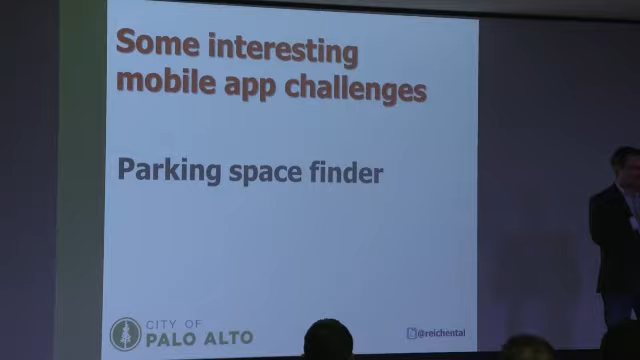 Some interesting
mobile app challenges
Parking space finder
CITY OF
PALO ALTO
@reichental